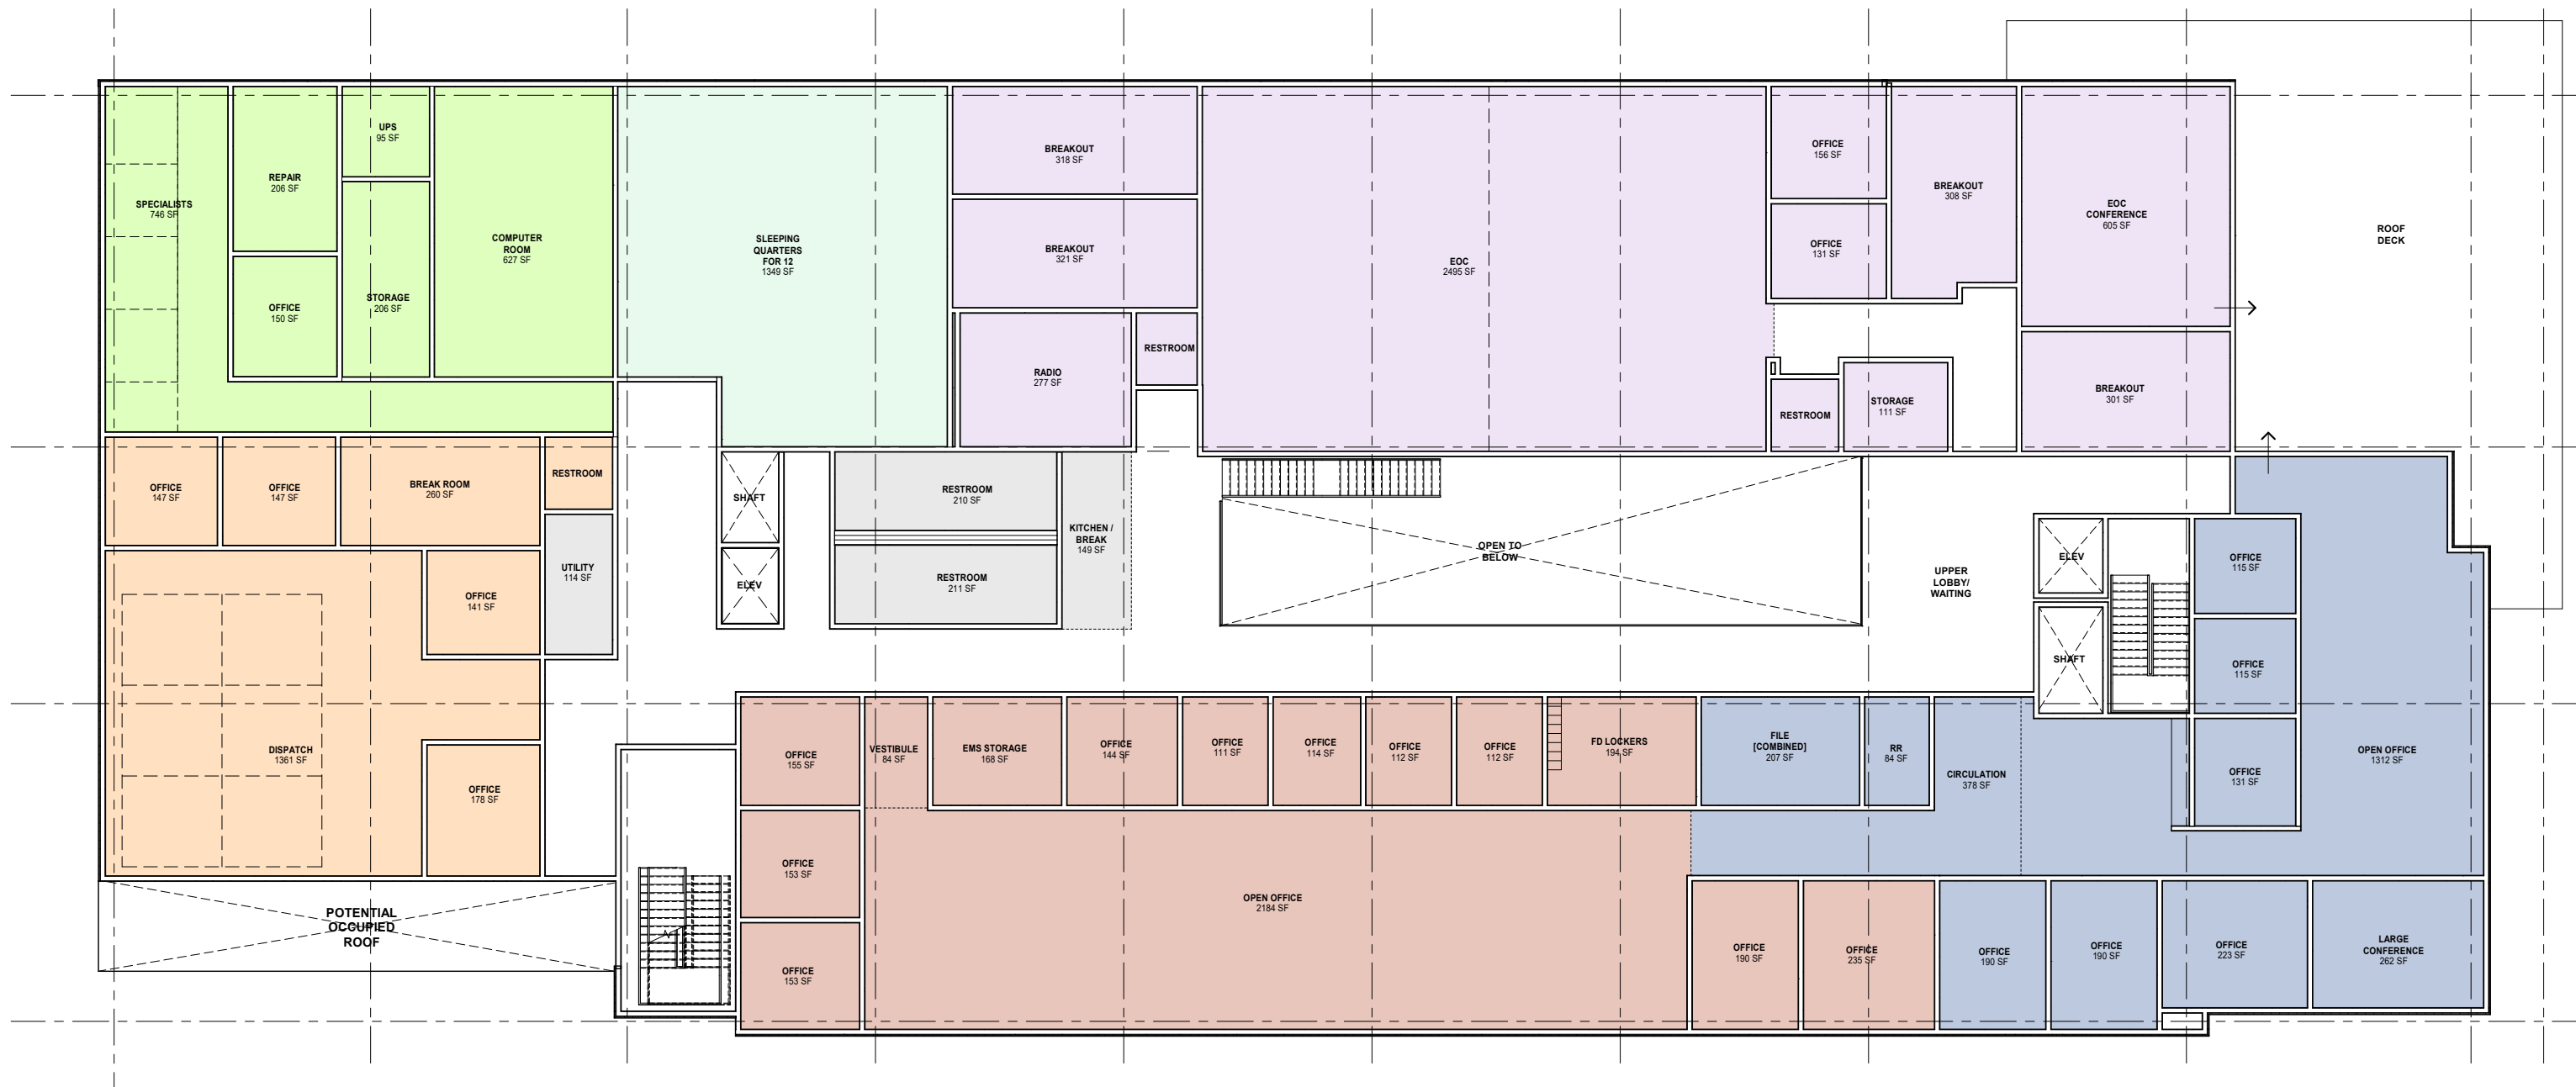 SPECIALISTS
746 SF
REPAIR
206 SF
OFFICE
150 SF
UPS
95 SF
STORAGE
206 SF
COMPUTER
ROOM
627 SF
SLEEPING
QUARTERS
FOR 12
1349 SF
BREAKOUT
318 SF
BREAKOUT
321 SF
RADIO
277 SF
RESTROOM
EOC
2495 SF
OFFICE
156 SF
OFFICE
131 SF
BREAKOUT
308 SF
EOC
CONFERENCE
605 SF
ROOF
DECK
RESTROOM
STORAGE
111 SF
BREAKOUT
301 SF
OFFICE
147 SF
OFFICE
147 SF
BREAK ROOM
260 SF
RESTROOM
UTILITY
114 SF
OFFICE
141 SF
DISPATCH
1361 SF
OFFICE
178 SF
SHAFT
ELEV
RESTROOM
210 SF
RESTROOM
211 SF
KITCHEN /
BREAK
149 SF
OPEN TO
BELOW
UPPER
LOBBY/
WAITING
ELEV
SHAFT
OFFICE
115 SF
OFFICE
115 SF
OFFICE
131 SF
OPEN OFFICE
1312 SF
OFFICE
155 SF
VESTIBULE
84 SF
EMS STORAGE
168 SF
OFFICE
144 SF
OFFICE
111 SF
OFFICE
114 SF
OFFICE
112 SF
OFFICE
112 SF
FD LOCKERS
194 SF
FILE
[COMBINED]
207 SF
RR
84 SF
CIRCULATION
378 SF
OFFICE
153 SF
OFFICE
153 SF
OPEN OFFICE
2184 SF
OFFICE
190 SF
OFFICE
235 SF
OFFICE
190 SF
OFFICE
190 SF
OFFICE
223 SF
LARGE
CONFERENCE
262 SF
POTENTIAL
OCCUPIED
ROOF